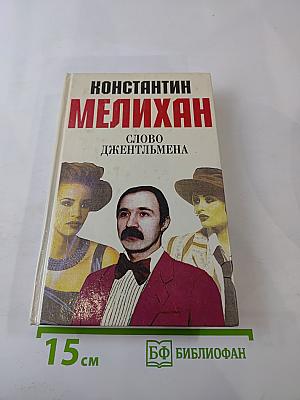 КОНСТАНТИН
МЕЛИХАН
СЛОВО
ДЖЕНТЛЬМЕНА
15 см
БФ БИБЛИОФАН